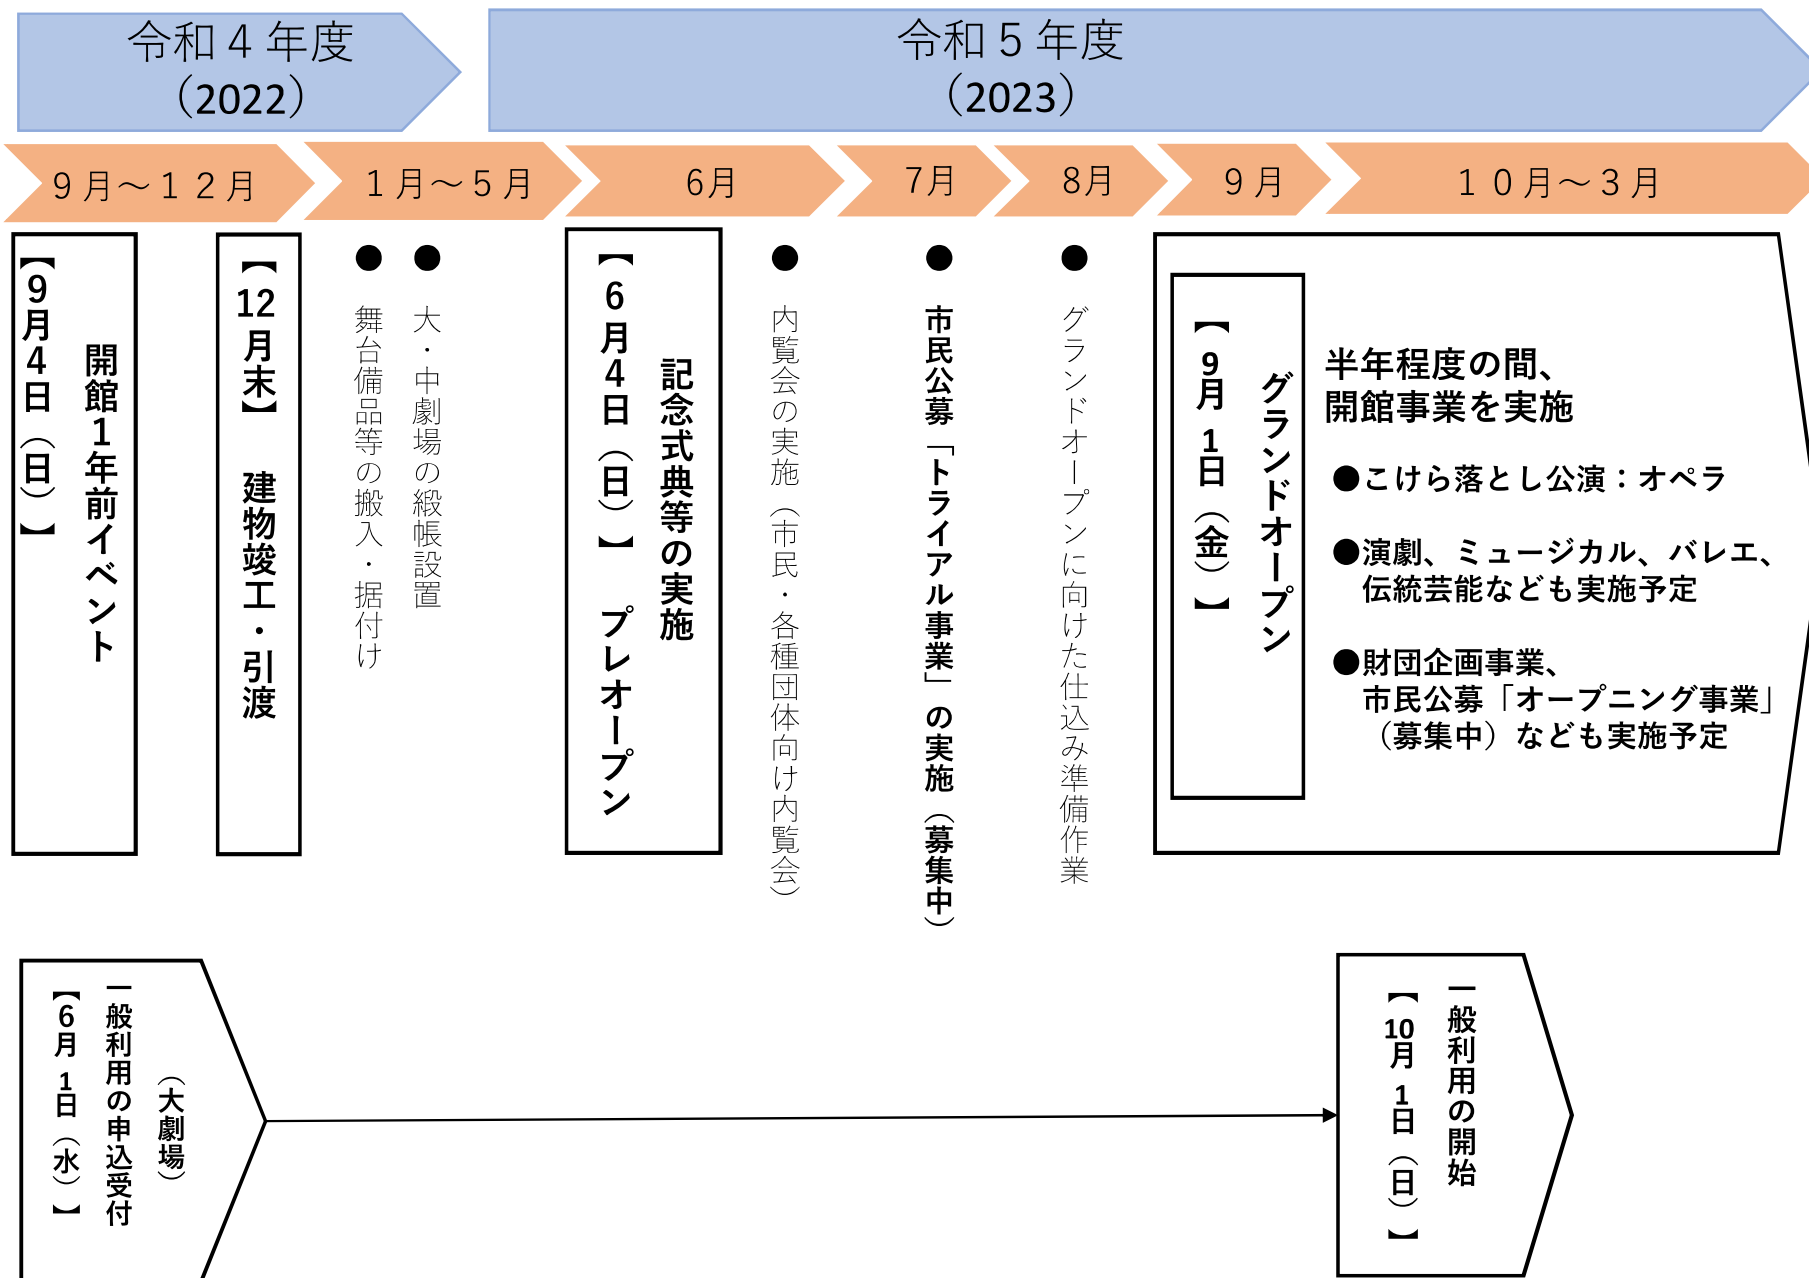 令和４年度
（2022）
令和５年度
（2023）
９月～１２月
１月～５月
6月
7月
8月
９月
１０月～３月
【9月4日（日）】
開館1年前イベント
【12月末】　建物竣工・引渡
●　舞台備品等の搬入・据付け
●　大・中劇場の緞帳設置
【6月4日（日）】　プレオープン
記念式典等の実施
●　内覧会の実施（市民・各種団体向け内覧会）
●　市民公募「トライアル事業」の実施（募集中）
●　グランドオープンに向けた仕込み準備作業
【9月1日（金）】
グランドオープン
半年程度の間、
開館事業を実施
●こけら落とし公演：オペラ
●演劇、ミュージカル、バレエ、
伝統芸能なども実施予定
●財団企画事業、
市民公募「オープニング事業」
（募集中）なども実施予定
【6月1日（水）】
一般利用の申込受付
（大劇場）
【10月1日（日）】
一般利用の開始